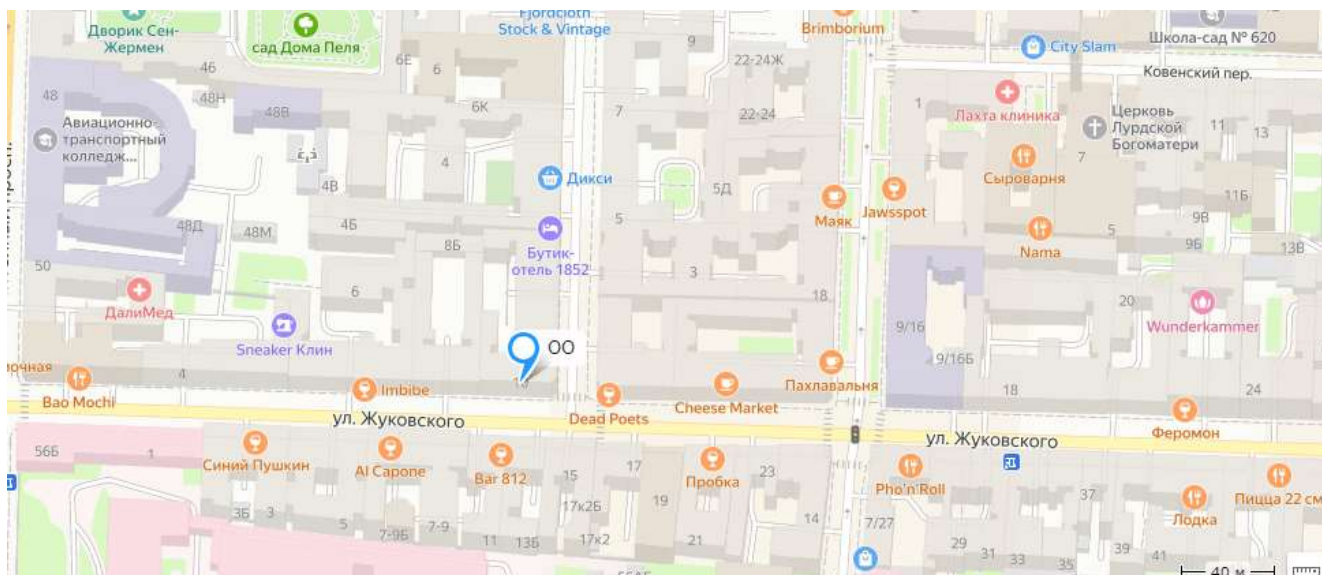 Дворик Сен-
Жермен
сад Дома Пеля
Fjordcloth
Stock & Vintage
Brimborium
City Slam
Школа-сад № 620
Ковенский пер.
46
6Е
6
9
22-24Ж
48
48Н
48В
6К
7
22-24
1
Лахта клиника
Церковь
Лурдской
Богоматери
11
13
Авиационно-
транспортный
колледж...
4
7
Сыроварня
4В
Дикси
5Д
Маяк
Jawsspot
11Б
48Д
48М
4Б
8Б
5
Бутик-
отель 1852
Nama
5
9В
9Б
13В
50
ДалиМед
6
3
18
20
Wunderkammer
Sneaker Клин
9/16
9/16Б
ОО
4
10
Пахлавальня
18
24
Bao Mochi
Imbibe
Dead Poets
Cheese Market
Феромон
ул. Жуковского
ул. Жуковского
56Б
1
Синий Пушкин
Al Capone
Bar 812
15
17
Пробка
23
Pho'n'Roll
37
Пицца 22 см
Лодка
3Б
3
5
7-9Б
7-9
11
13Б
17к2Б
17к2
19
21
14
7/27
29
31
33
35
39
41
40 м